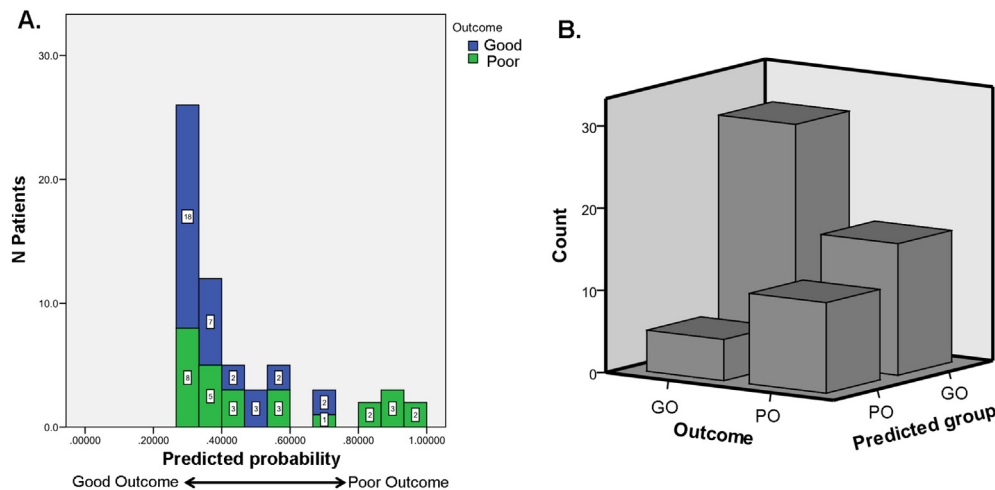 A.
Outcome
Good
Poor
30.0
20.0
10.0
0.0
N Patients
18
8
7
5
2
3
3
2
3
2
1
2
3
2
.00000 .20000 .40000 .60000 .80000 1.00000
Predicted probability
Good Outcome Poor Outcome
B.
30
20
10
0
Count
GO PO
Outcome
PO GO
Predicted group